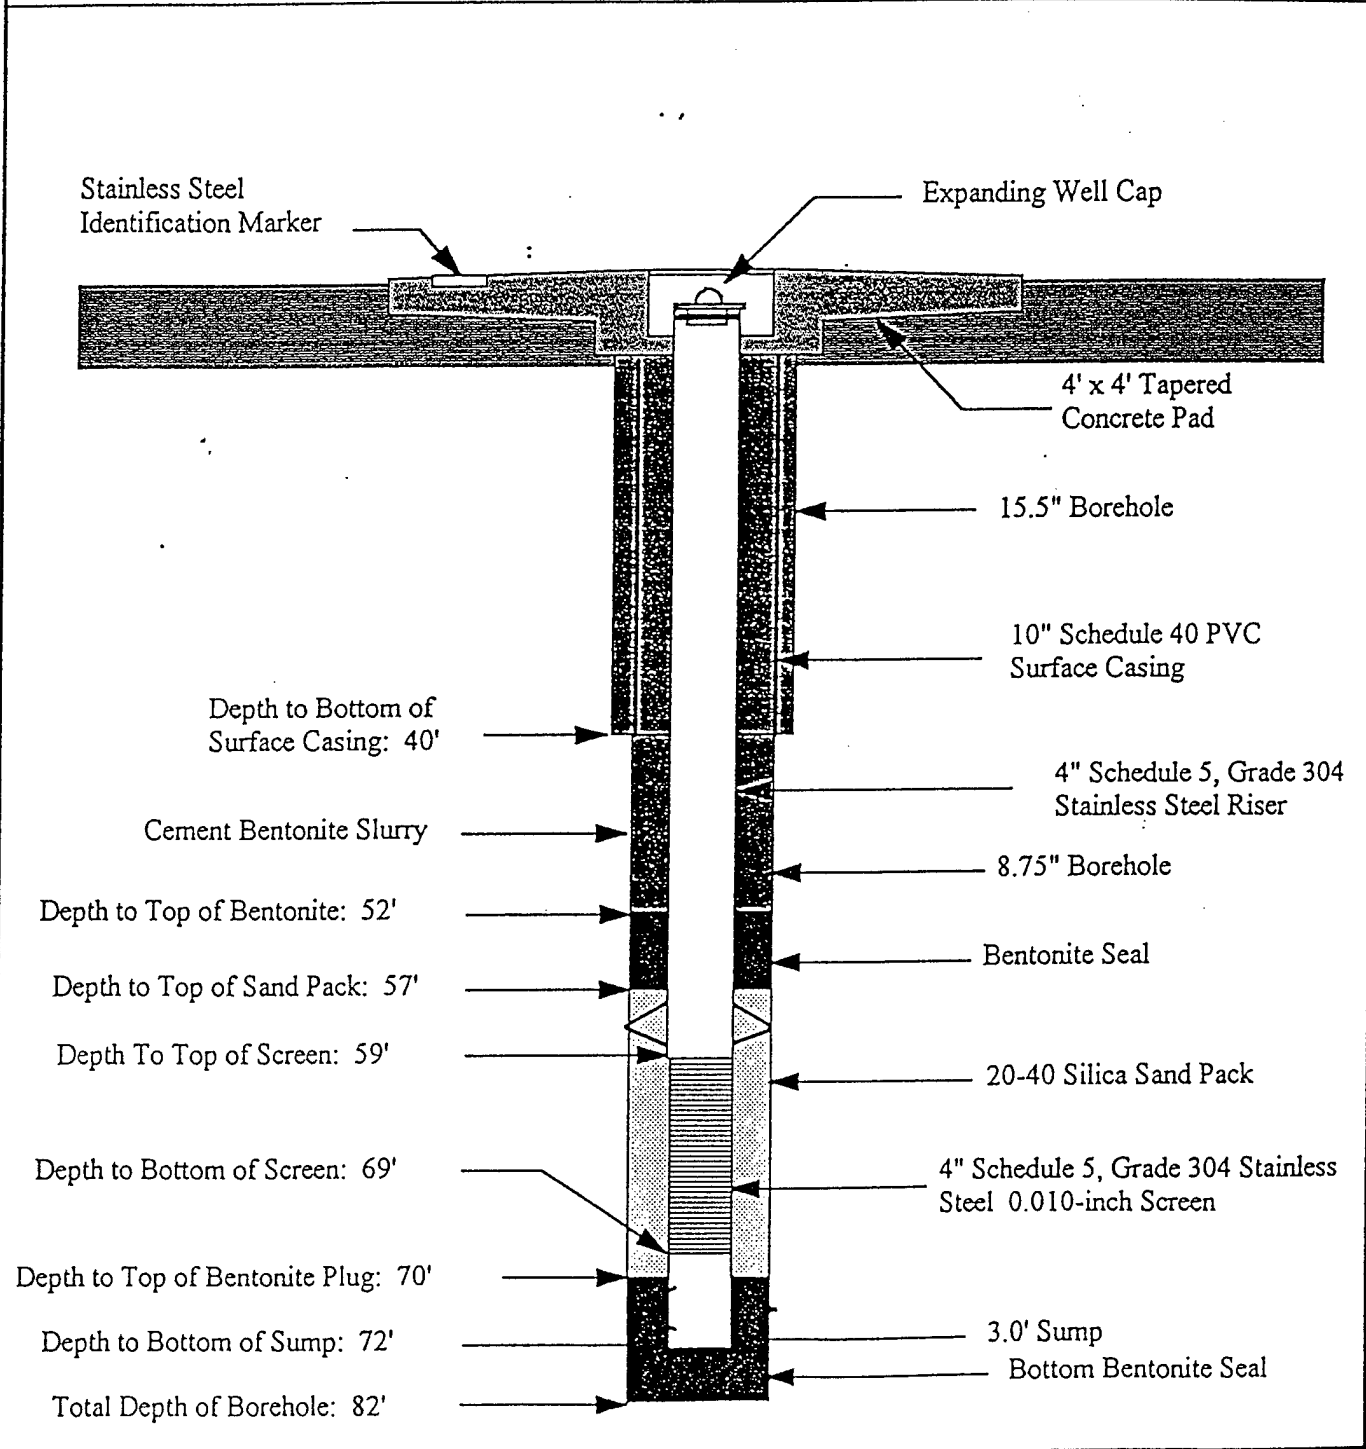 Stainless Steel
Identification Marker
Expanding Well Cap
4' x 4' Tapered
Concrete Pad
15.5" Borehole
10" Schedule 40 PVC
Surface Casing
Depth to Bottom of
Surface Casing: 40'
4" Schedule 5, Grade 304
Stainless Steel Riser
Cement Bentonite Slurry
8.75" Borehole
Depth to Top of Bentonite: 52'
Bentonite Seal
Depth to Top of Sand Pack: 57'
Depth To Top of Screen: 59'
20-40 Silica Sand Pack
Depth to Bottom of Screen: 69'
4" Schedule 5, Grade 304 Stainless
Steel 0.010-inch Screen
Depth to Top of Bentonite Plug: 70'
Depth to Bottom of Sump: 72'
3.0' Sump
Bottom Bentonite Seal
Total Depth of Borehole: 82'